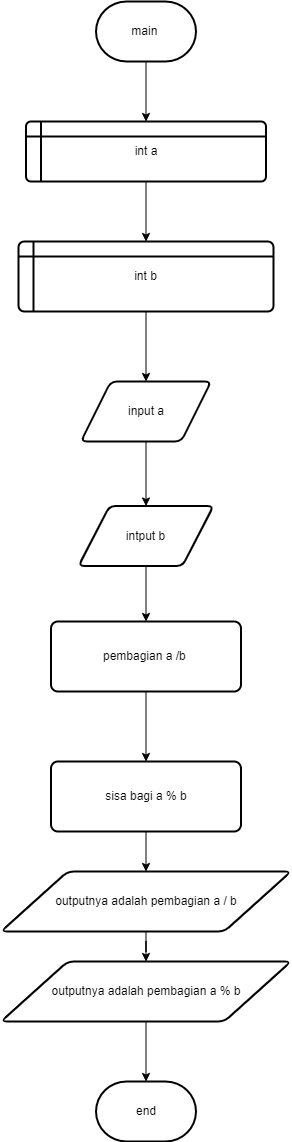 main
int a
int b
input a
intput b
pembagian a /b
sisa bagi a % b
outputnya adalah pembagian a / b
outputnya adalah pembagian a % b
end